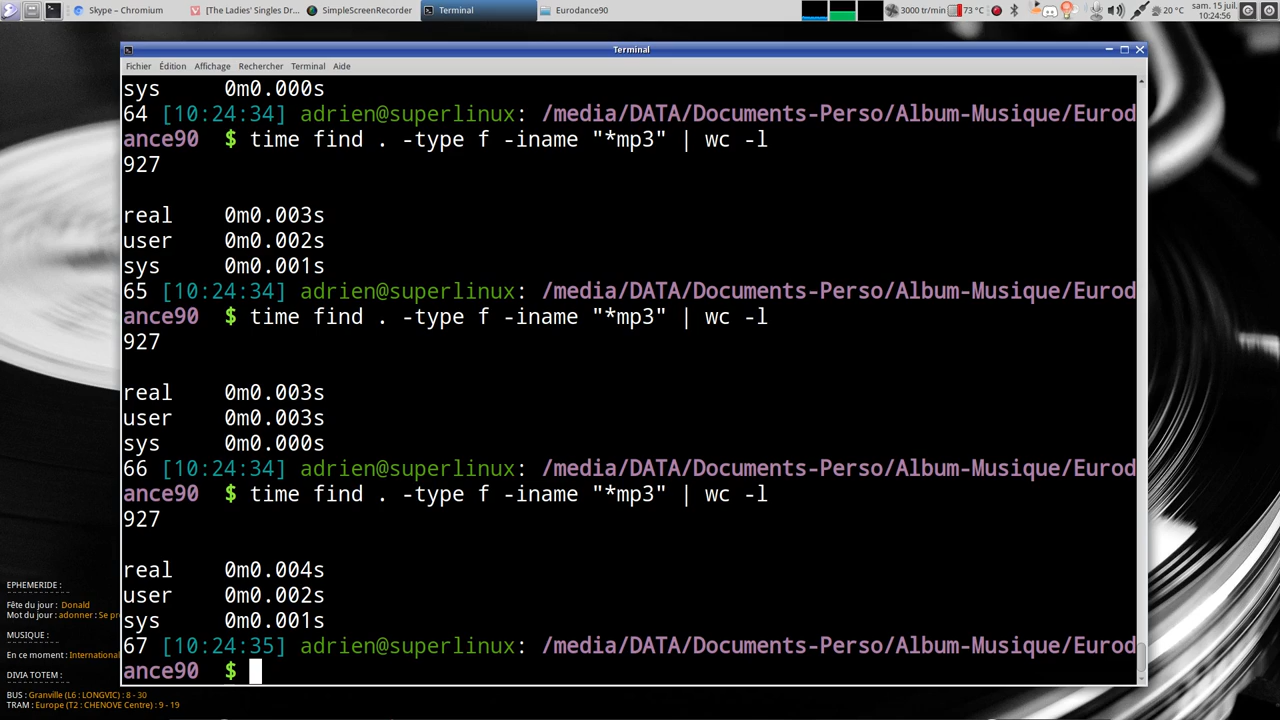 Skype – Chromium
[The Ladies' Singles Dr...
SimpleScreenRecorder
Terminal
Eurodance90
3000 tr/min
73 °C
20 °C
sam. 15 juil.
10:24:56
Terminal
Fichier Édition Affichage Rechercher Terminal Aide
sys 0m0.000s
64 [10:24:34] adrien@superlinux: /media/DATA/Documents-Perso/Album-Musique/Eurod
ance90 $ time find . -type f -iname "*mp3" | wc -l
927
real 0m0.003s
user 0m0.002s
sys 0m0.001s
65 [10:24:34] adrien@superlinux: /media/DATA/Documents-Perso/Album-Musique/Eurod
ance90 $ time find . -type f -iname "*mp3" | wc -l
927
real 0m0.003s
user 0m0.003s
sys 0m0.000s
66 [10:24:34] adrien@superlinux: /media/DATA/Documents-Perso/Album-Musique/Eurod
ance90 $ time find . -type f -iname "*mp3" | wc -l
927
real 0m0.004s
user 0m0.002s
sys 0m0.001s
67 [10:24:35] adrien@superlinux: /media/DATA/Documents-Perso/Album-Musique/Eurod
ance90 $
EPHEMERIDE :
Fête du jour : Donald
Mot du jour : adonner : Se pr
MUSIQUE :
En ce moment : International
DIVIA TOTEM :
BUS : Granville (L6 : LONGVIC) : 8 - 30
TRAM : Europe (T2 : CHENOVE Centre) : 9 - 19